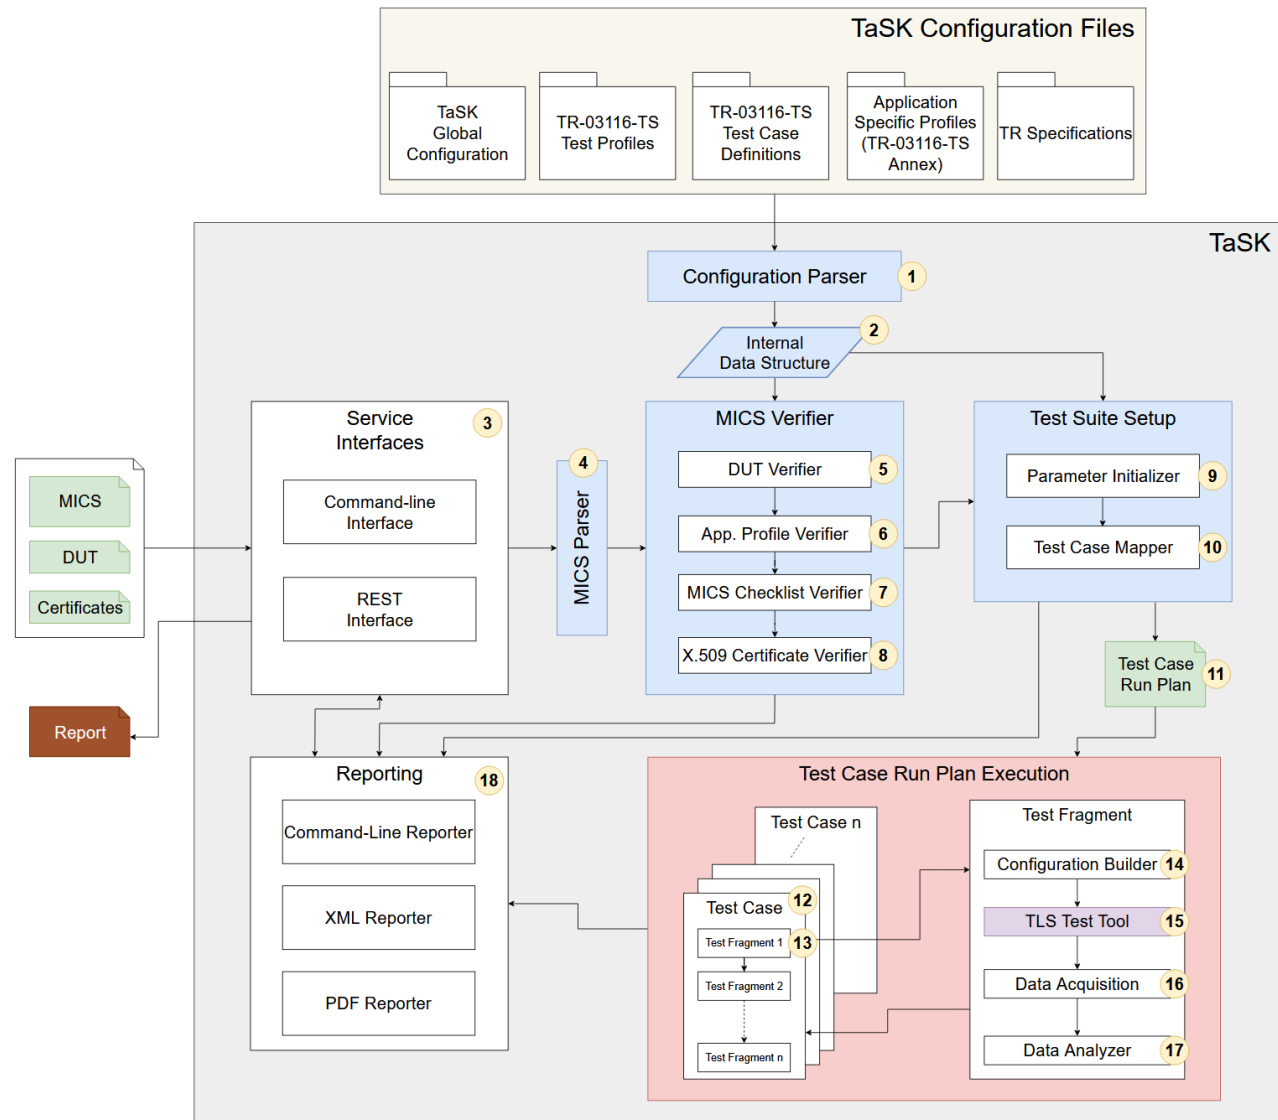 TaSK Configuration Files
TaSK
Global
Configuration
TR-03116-TS
Test Profiles
TR-03116-TS
Test Case
Definitions
Application
Specific Profiles
(TR-03116-TS
Annex)
TR Specifications
TaSK
Configuration Parser
1
Internal
Data Structure
2
Service
Interfaces
3
Command-line
Interface
REST
Interface
MICS
DUT
Certificates
Report
4
MICS Parser
MICS Verifier
DUT Verifier
5
App. Profile Verifier
6
MICS Checklist Verifier
7
X.509 Certificate Verifier
8
Test Suite Setup
Parameter Initializer
9
Test Case Mapper
10
Test Case
Run Plan
11
Reporting
18
Command-Line Reporter
XML Reporter
PDF Reporter
Test Case Run Plan Execution
Test Case n
Test Case
12
Test Fragment 1
13
Test Fragment 2
Test Fragment n
Test Fragment
Configuration Builder
14
TLS Test Tool
15
Data Acquisition
16
Data Analyzer
17